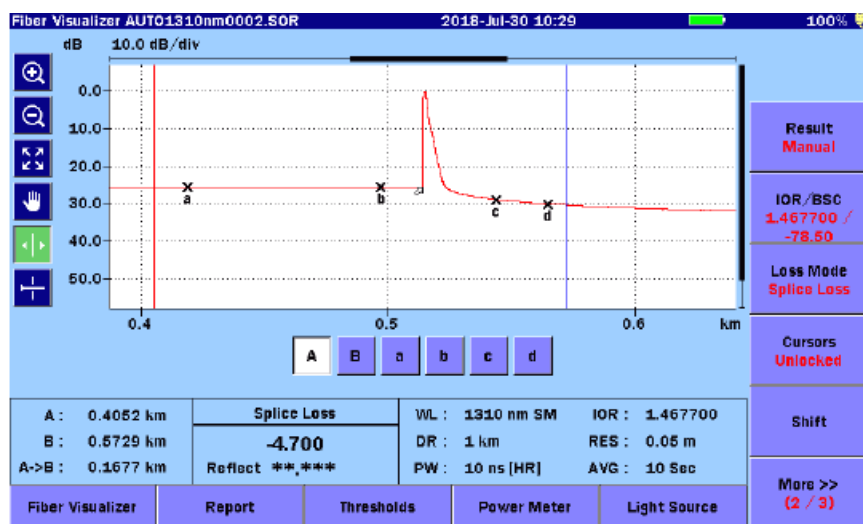 Fiber Visualizer AUTO1310nm0002.SOR 2018-Jul-30 10:29 100%
dB 10.0 dB/div
0.0
10.0
20.0
30.0
40.0
50.0
a b c d
0.4 0.5 0.6 km
A B a b c d
Result
Manual
IOR/BSC
1.467700 /
-78.50
Loss Mode
Splice Loss
Cursors
Unlocked
Shift
More >>
(2 / 3)
A: 0.4052 km
B: 0.5729 km
A->B: 0.1677 km
Splice Loss
-4.700
Reflect **.***
WL: 1310 nm SM IOR: 1.467700
DR: 1 km RES: 0.05 m
PW: 10 ns [HR] AVG: 10 Sec
Fiber Visualizer Report Thresholds Power Meter Light Source